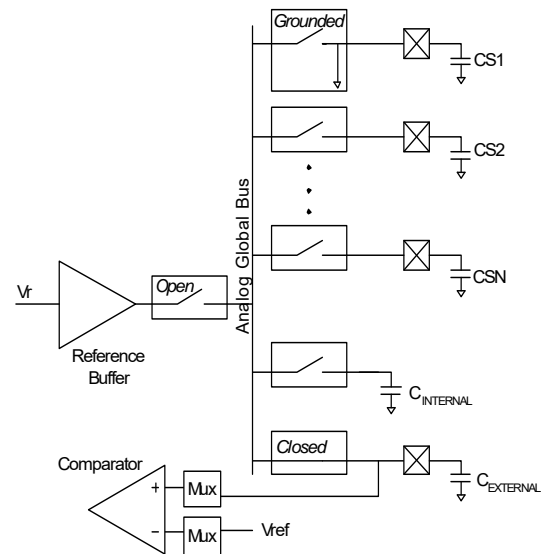 Grounded
CS1
CS2
Analog Global Bus
CSN
Open
Vr
Reference
Buffer
CINTERNAL
Closed
Comparator
+
Mux
CEXTERNAL
−
Mux
Vref